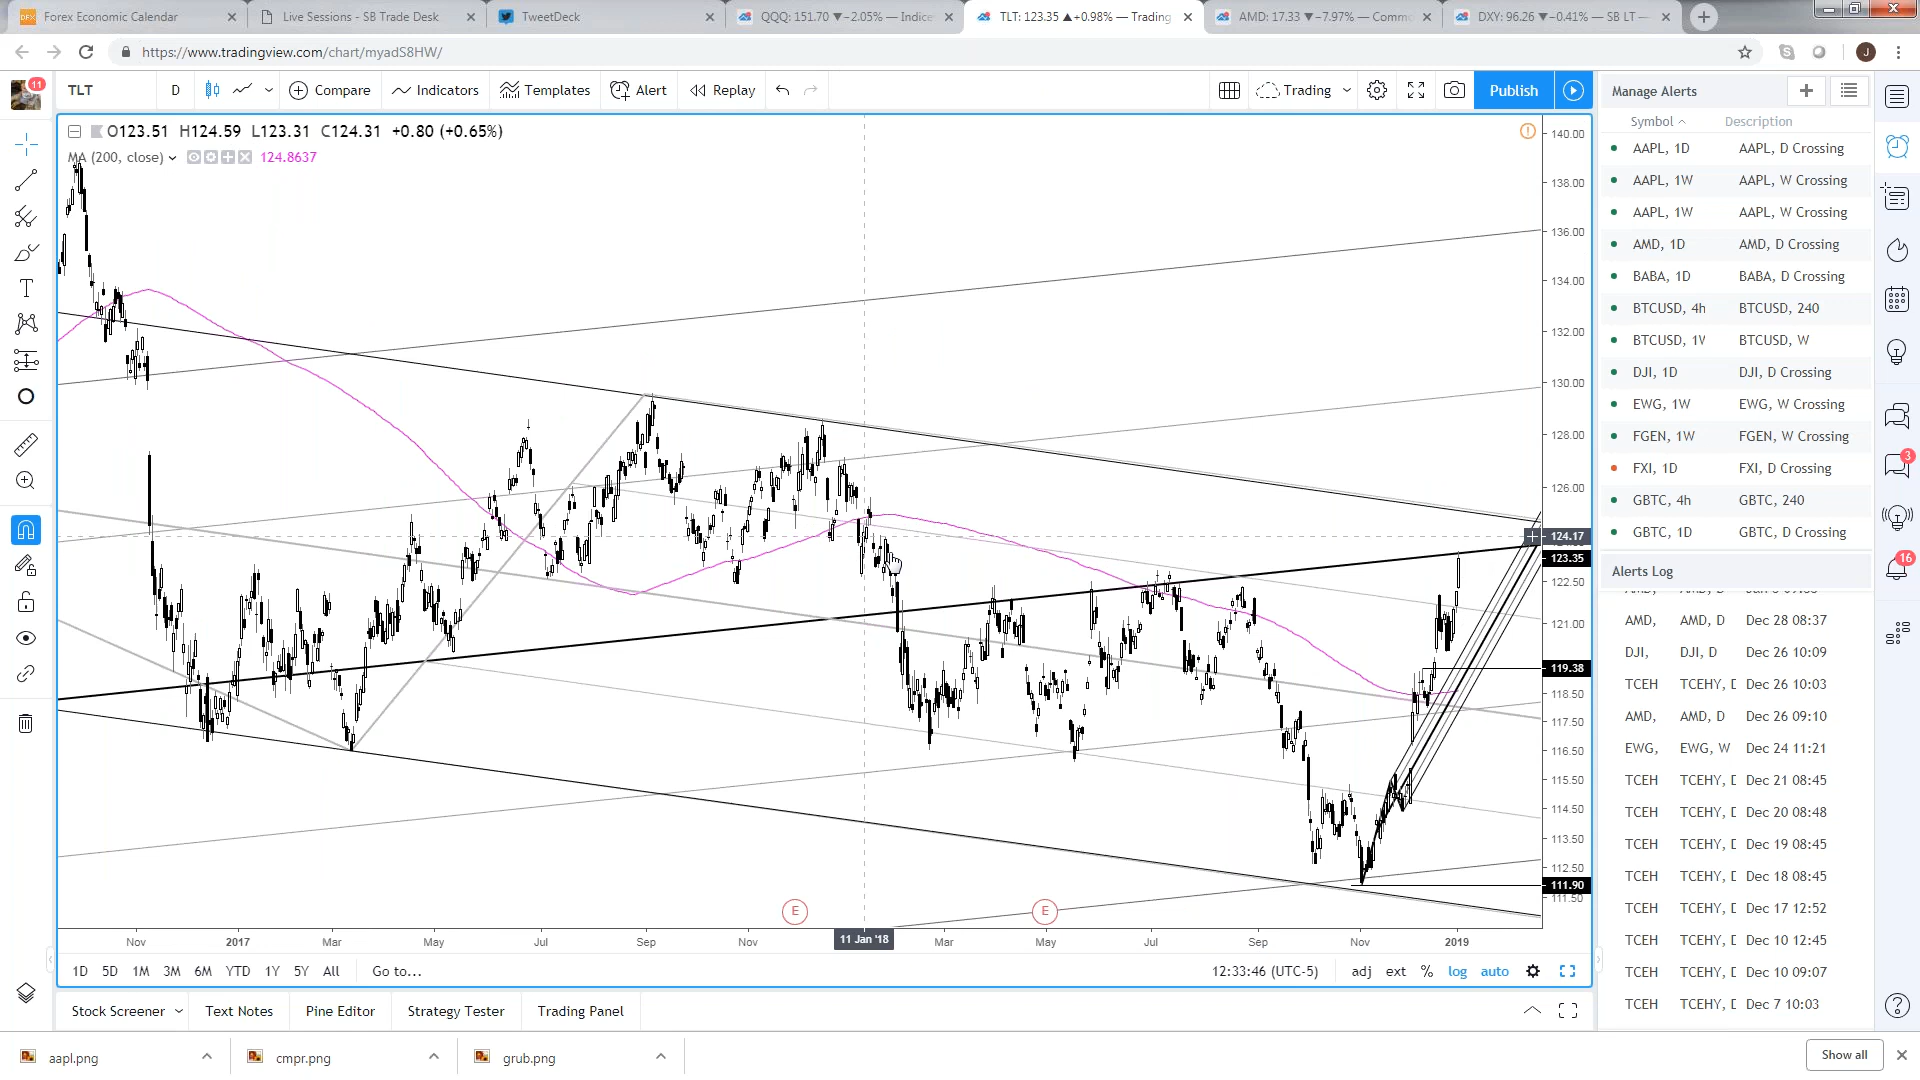 Forex Economic Calendar
Live Sessions - SB Trade Desk
TweetDeck
QQQ: 151.70 ▼−2.05% — Indice
TLT: 123.35 ▲+0.98% — Trading
AMD: 17.33 ▼−7.97% — Commo
DXY: 96.26 ▼−0.41% — SB LT —
https://www.tradingview.com/chart/myadS8HW/
J
11
TLT
D
Compare
Indicators
Templates
Alert
Replay
Trading
Publish
Manage Alerts
O123.51 H124.59 L123.31 C124.31 +0.80 (+0.65%)
MA (200, close)
124.8637
Symbol
Description
AAPL, 1D AAPL, D Crossing
AAPL, 1W AAPL, W Crossing
AAPL, 1W AAPL, W Crossing
AMD, 1D AMD, D Crossing
BABA, 1D BABA, D Crossing
BTCUSD, 4h BTCUSD, 240
BTCUSD, 1V BTCUSD, W
DJI, 1D DJI, D Crossing
EWG, 1W EWG, W Crossing
FGEN, 1W FGEN, W Crossing
FXI, 1D FXI, D Crossing
GBTC, 4h GBTC, 240
GBTC, 1D GBTC, D Crossing
Alerts Log
AMD, AMD, D Dec 28 08:37
DJI, DJI, D Dec 26 10:09
TCEH TCEHY, D Dec 26 10:03
AMD, AMD, D Dec 26 09:10
EWG, EWG, W Dec 24 11:21
TCEH TCEHY, D Dec 21 08:45
TCEH TCEHY, D Dec 20 08:48
TCEH TCEHY, D Dec 19 08:45
TCEH TCEHY, D Dec 18 08:45
TCEH TCEHY, D Dec 17 12:52
TCEH TCEHY, D Dec 10 12:45
TCEH TCEHY, D Dec 10 09:07
TCEH TCEHY, D Dec 7 10:03
3
16
140.00
138.00
136.00
134.00
132.00
130.00
128.00
126.00
124.17
123.35
122.50
121.00
119.38
118.50
117.50
116.50
115.50
114.50
113.50
112.50
111.90
111.50
E
E
Nov 2017 Mar May Jul Sep Nov 11 Jan '18 Mar May Jul Sep Nov 2019
1D 5D 1M 3M 6M YTD 1Y 5Y All Go to...
12:33:46 (UTC-5) adj ext % log auto
Stock Screener
Text Notes
Pine Editor
Strategy Tester
Trading Panel
aapl.png
cmpr.png
grub.png
Show all